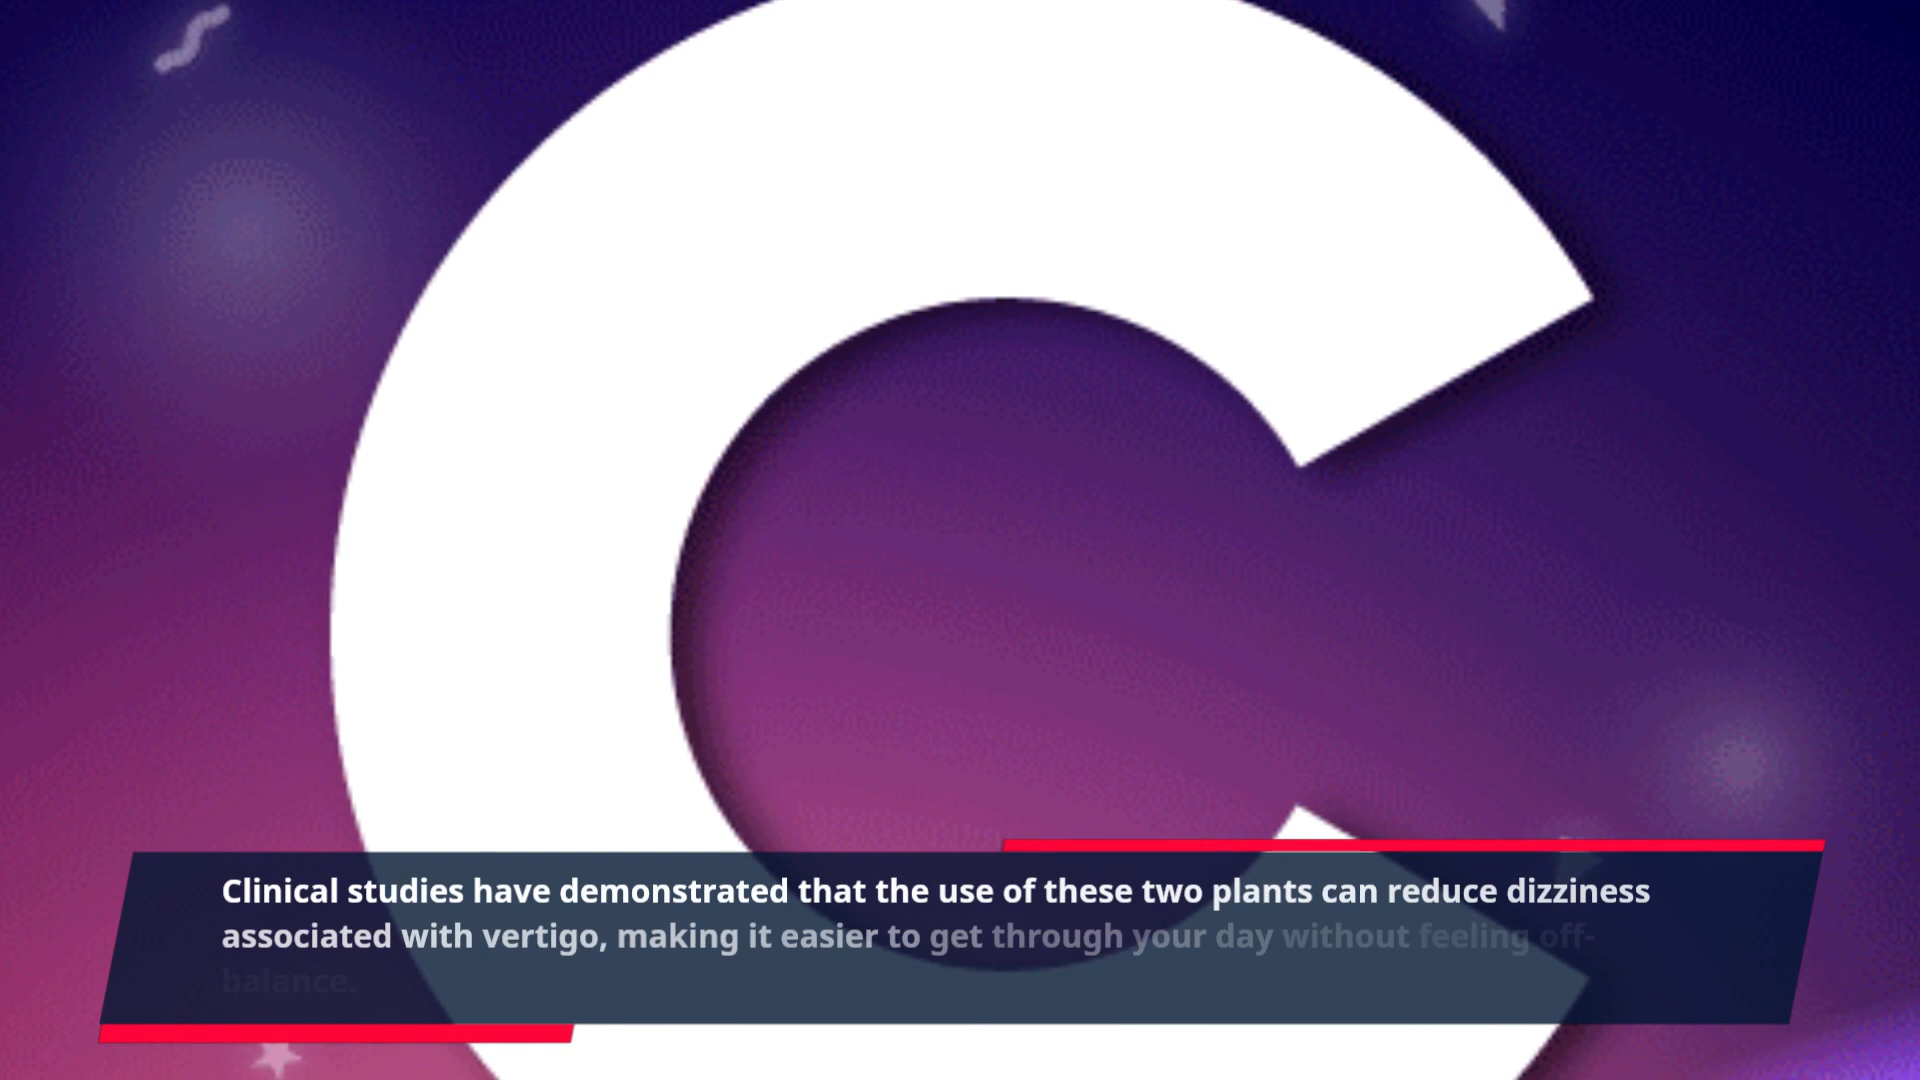 C
Clinical studies have demonstrated that the use of these two plants can reduce dizziness
associated with vertigo, making it easier to get through your day without feeling off-
balance.